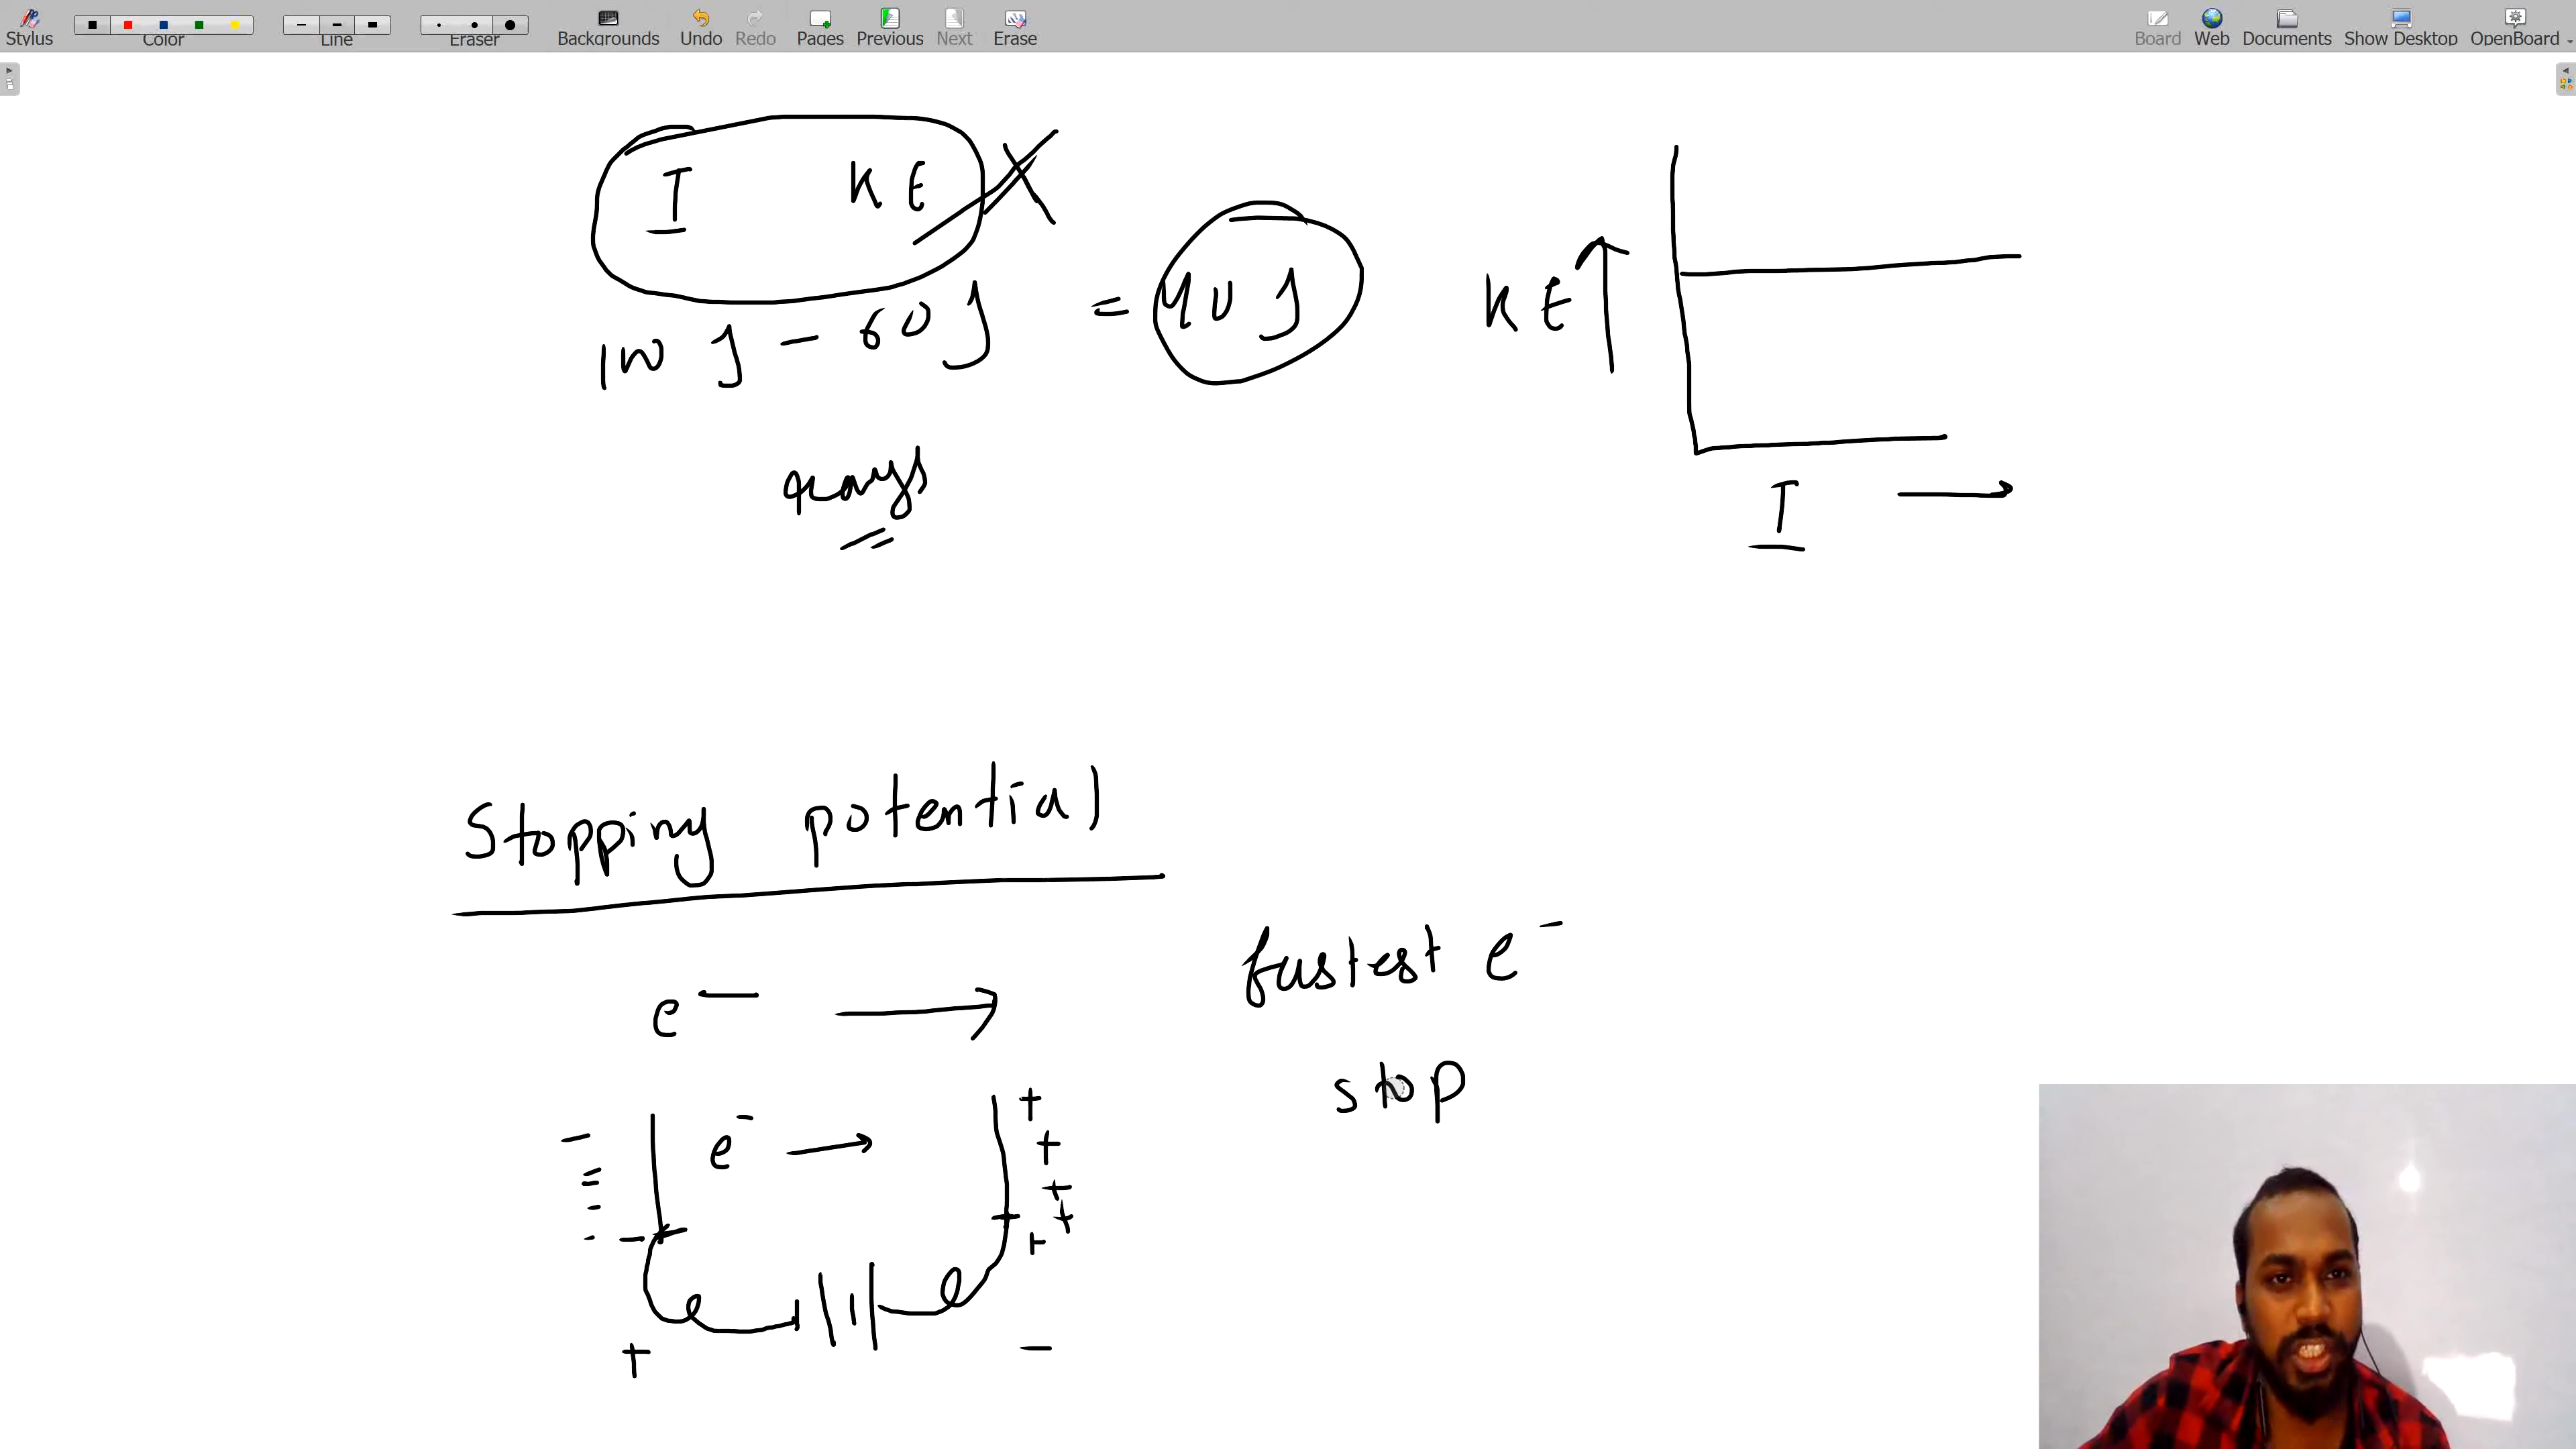 Stylus Color Line Eraser Backgrounds Undo Redo Pages Previous Next Erase Board Web Documents Show Desktop OpenBoard
I KE
100 J - 60 J = 40 J
KE
I
Stopping potential
e⁻
fastest e⁻
stop
e⁻
+ -